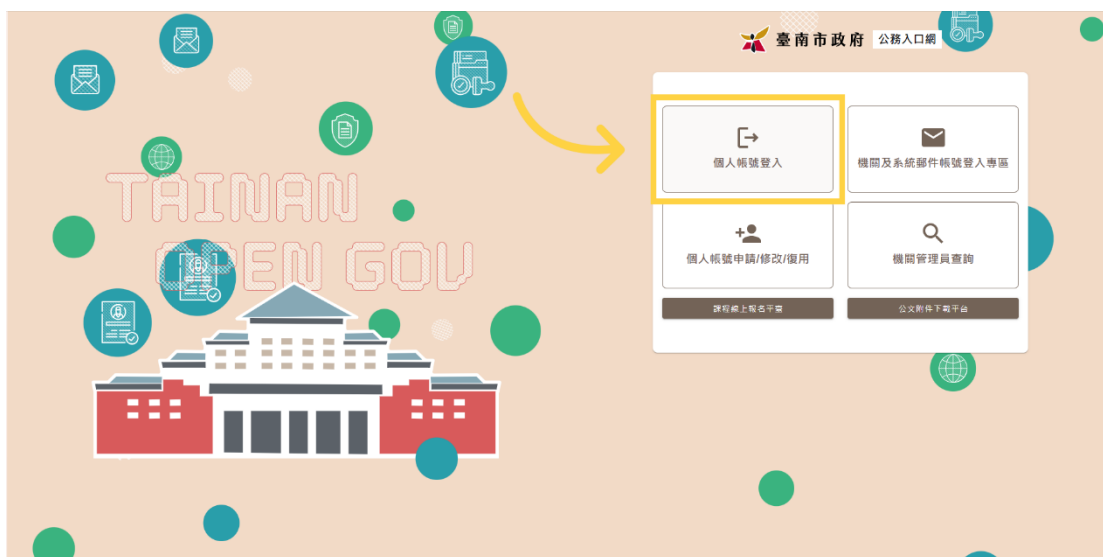 TAINAN
OPEN GOV
臺南市政府 公務入口網
個人帳號登入
機關及系統郵件帳號登入專區
個人帳號申請/修改/復用
機關管理員查詢
課程線上報名平臺
公文附件下載平台